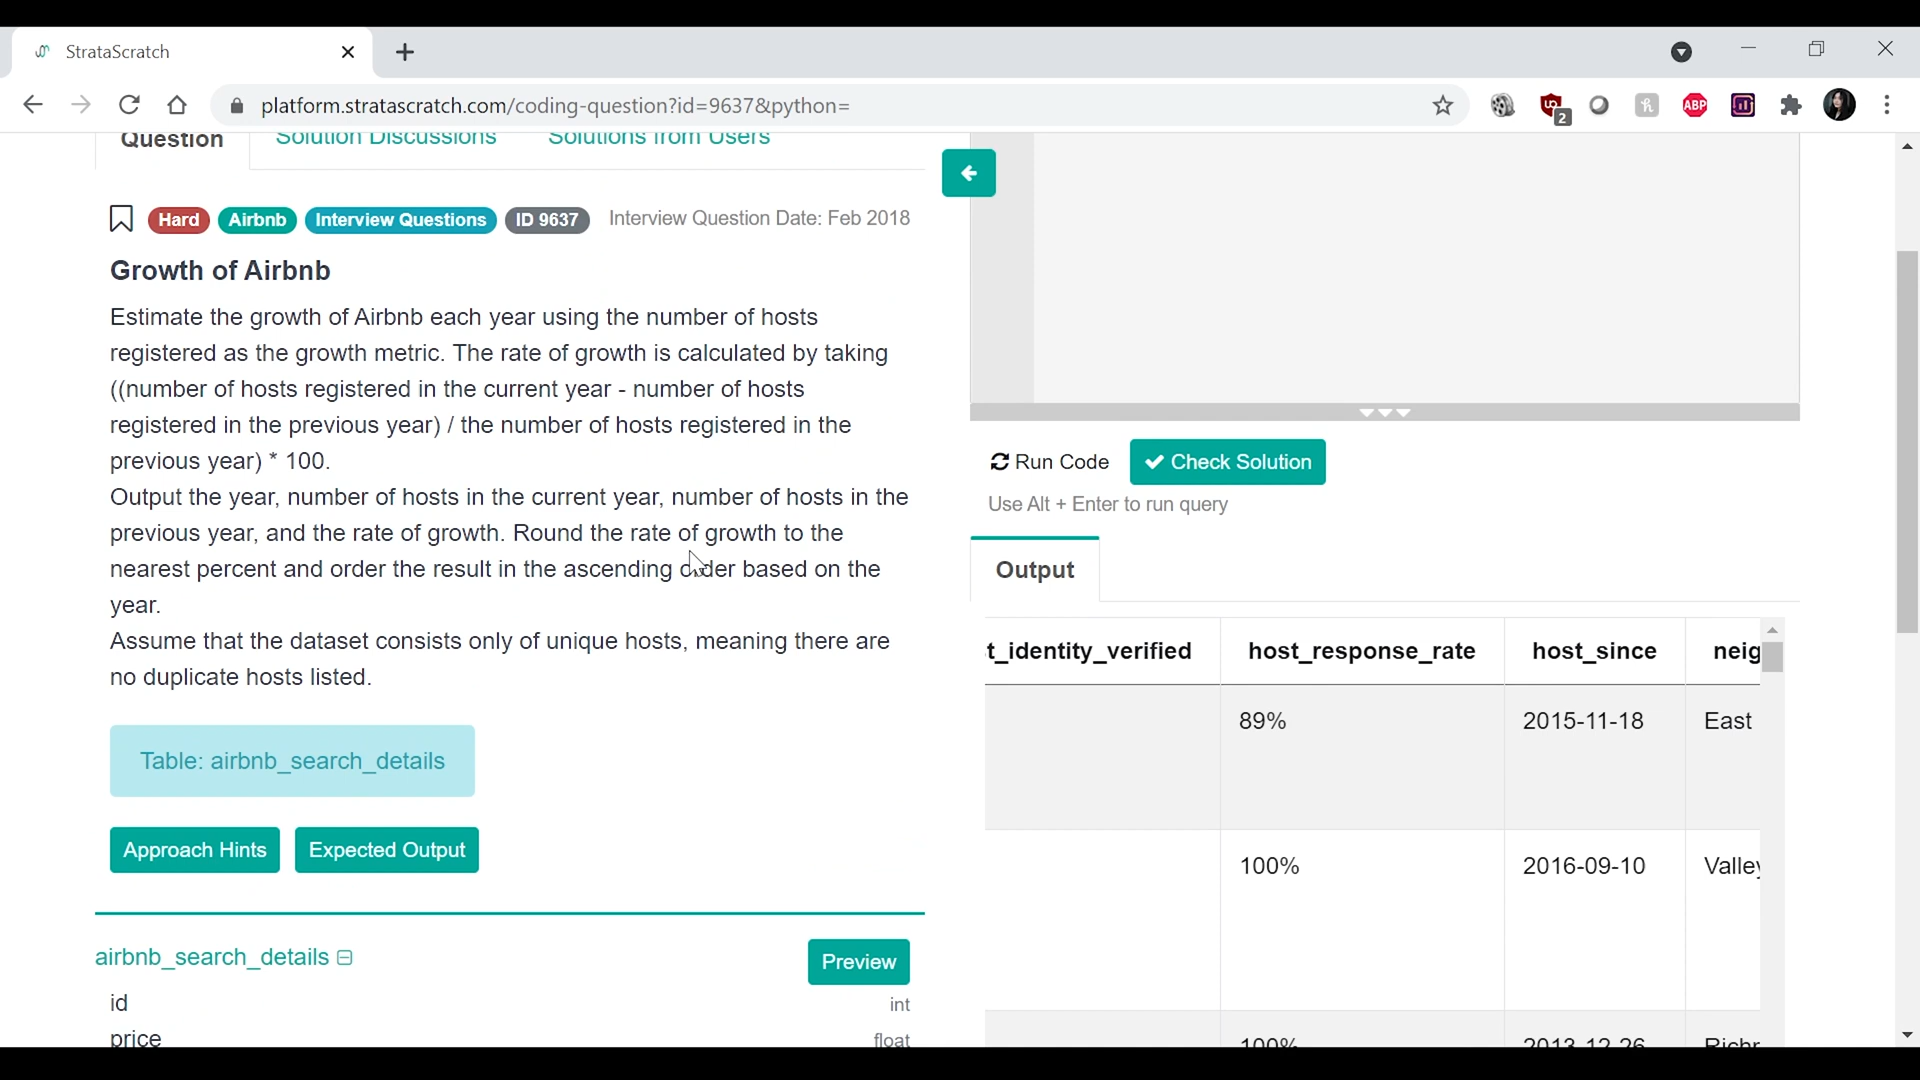 StrataScratch
platform.stratascratch.com/coding-question?id=9637&python=
2
ABP
Question
Solution Discussions
Solutions from Users
Hard
Airbnb
Interview Questions
ID 9637
Interview Question Date: Feb 2018
Growth of Airbnb
Estimate the growth of Airbnb each year using the number of hosts
registered as the growth metric. The rate of growth is calculated by taking
((number of hosts registered in the current year - number of hosts
registered in the previous year) / the number of hosts registered in the
previous year) * 100.
Output the year, number of hosts in the current year, number of hosts in the
previous year, and the rate of growth. Round the rate of growth to the
nearest percent and order the result in the ascending order based on the
year.
Assume that the dataset consists only of unique hosts, meaning there are
no duplicate hosts listed.
Table: airbnb_search_details
Approach Hints
Expected Output
airbnb_search_details
Preview
id
int
price
float
Run Code
Check Solution
Use Alt + Enter to run query
Output
t_identity_verified
host_response_rate
host_since
neig
89%
2015-11-18
East
100%
2016-09-10
Valley
100%
2013-12-26